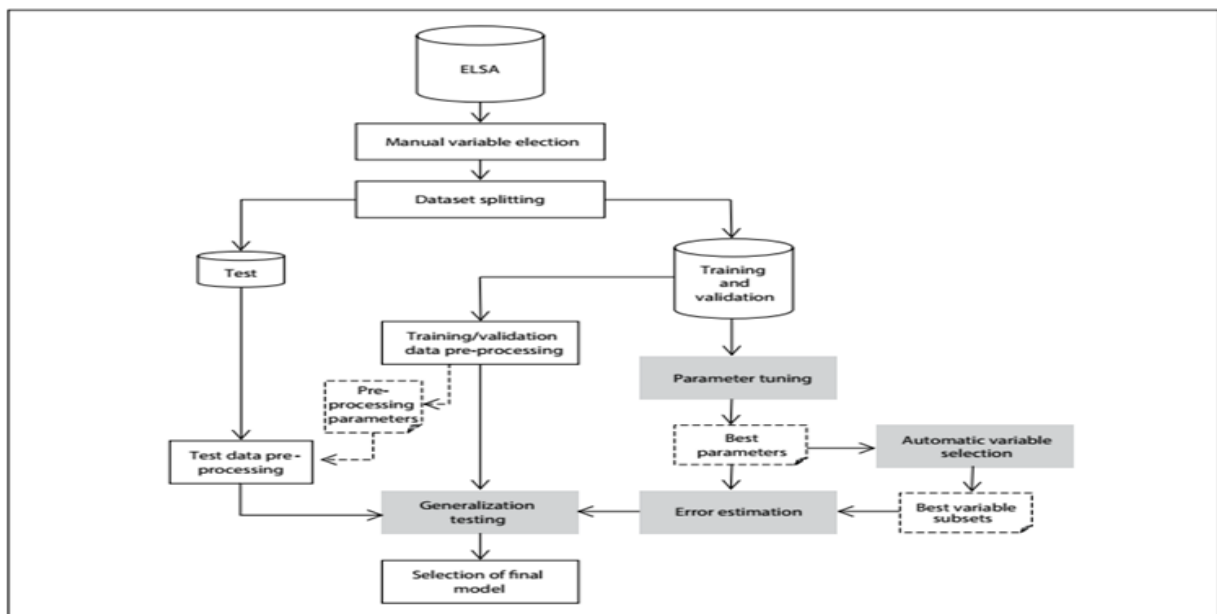 ELSA
Manual variable election
Dataset splitting
Test
Training
and
validation
Training/validation
data pre-processing
Parameter tuning
Pre-
processing
parameters
Best
parameters
Automatic variable
selection
Test data pre-
processing
Generalization
testing
Error estimation
Best variable
subsets
Selection of final
model